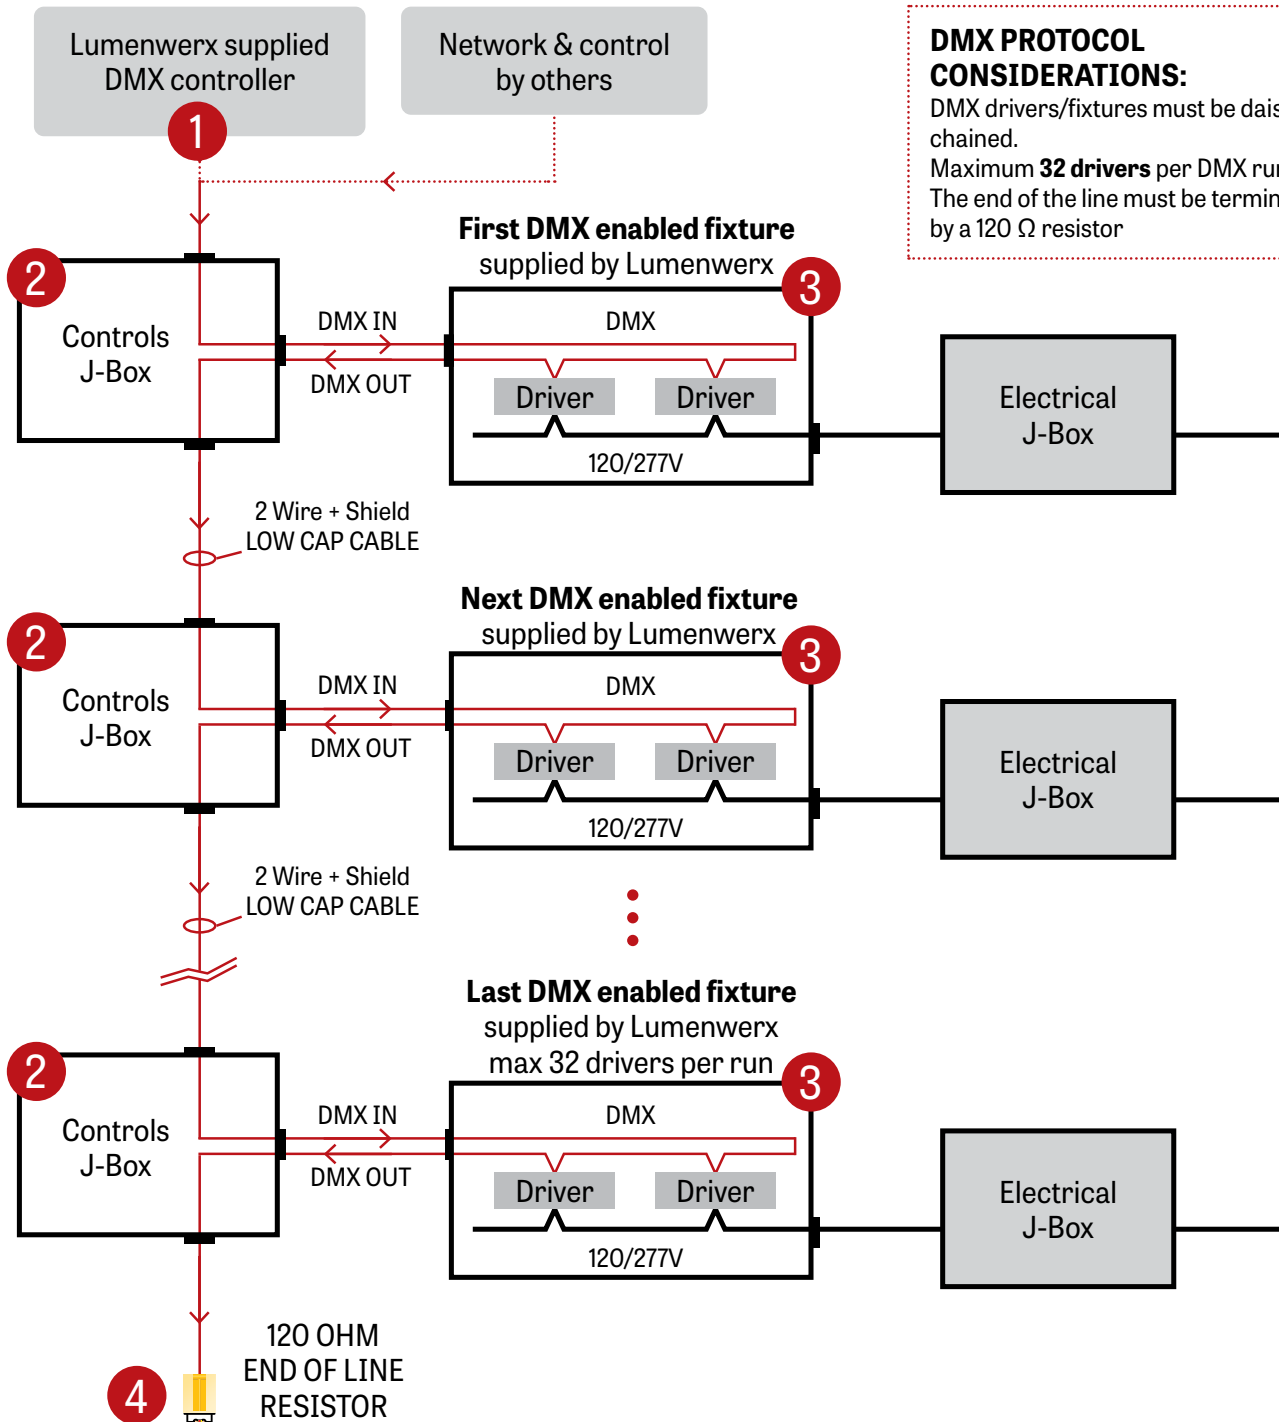 Lumenwerx supplied
DMX controller
1
Network & control
by others
DMX PROTOCOL
CONSIDERATIONS:
DMX drivers/fixtures must be dais
chained.
Maximum 32 drivers per DMX run
The end of the line must be termin
by a 120 Ω resistor
First DMX enabled fixture
supplied by Lumenwerx
2
Controls
J-Box
DMX IN
DMX OUT
3
DMX
Driver
Driver
120/277V
Electrical
J-Box
2 Wire + Shield
LOW CAP CABLE
Next DMX enabled fixture
supplied by Lumenwerx
2
Controls
J-Box
DMX IN
DMX OUT
3
DMX
Driver
Driver
120/277V
Electrical
J-Box
2 Wire + Shield
LOW CAP CABLE
Last DMX enabled fixture
supplied by Lumenwerx
max 32 drivers per run
2
Controls
J-Box
DMX IN
DMX OUT
3
DMX
Driver
Driver
120/277V
Electrical
J-Box
4
120 OHM
END OF LINE
RESISTOR